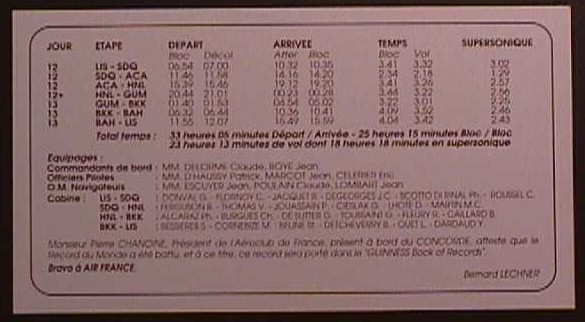 JOUR ETAPE DEPART ARRIVEE TEMPS SUPERSONIQUE
Bloc Décol Atter Bloc Bloc Vol
12 LIS - SDQ 06.54 07.00 10.32 10.35 3.41 3.32 3.02
12 SDQ - ACA 11.46 11.58 14.16 14.20 2.34 2.18 1.29
12 ACA - HNL 15.39 15.46 19.12 19.20 3.41 3.26 2.51
12+ HNL - GUM 20.44 21.01 00.23 00.28 3.44 3.22 2.56
13 GUM - BKK 01.40 01.53 04.54 05.02 3.22 3.01 2.25
13 BKK - BAH 06.32 06.44 10.36 10.41 4.09 3.52 2.46
13 BAH - LIS 11.55 12.07 15.49 15.59 4.04 3.42 2.43
Total temps : 33 heures 05 minutes Départ / Arrivée - 25 heures 15 minutes Bloc / Bloc
23 heures 13 minutes de vol dont 18 heures 18 minutes en supersonique
Equipages :
Commandants de bord : MM. DELORME Claude, BOYE Jean
Officiers Pilotes : MM. D'HAUSSY Patrick, MARCOT Jean, CELERIER Eric
O.M. Navigateurs : MM. ESCUYER Jean, POULAIN Claude, LOMBART Jean
Cabine : LIS - SDQ : DONVAL G. - FLORNOY C. - JACQUET B. - DEGEORGES J.C. - SCOTTO DI RINAL Ph. - ROUSSEL C.
SDQ - HNL : FERGUSON B. - THOMAS V. - JOUASSAIN P. - CIESLAK G. - LHOTE D. - MARTIN M.C.
HNL - BKK : ALCARAZ Ph. - BURGUES Ch. - DE BUTTER G. - TOUSSAINT G. - FLEURY R. - CAILLARD B.
BKK - LIS : BESSERES S. - CORNEBIZE M. - BRUNE - DETCHEVERRY B. - QUET L. - DARDAUD Y.
Monsieur Pierre CHANOINE, Président de l'Aéroclub de France, présent à bord du CONCORDE, atteste que le
Record du Monde a été battu, et à ce titre, ce record sera porté dans le "GUINNESS Book of Records".
Bravo à AIR FRANCE.
Bernard LECHNER